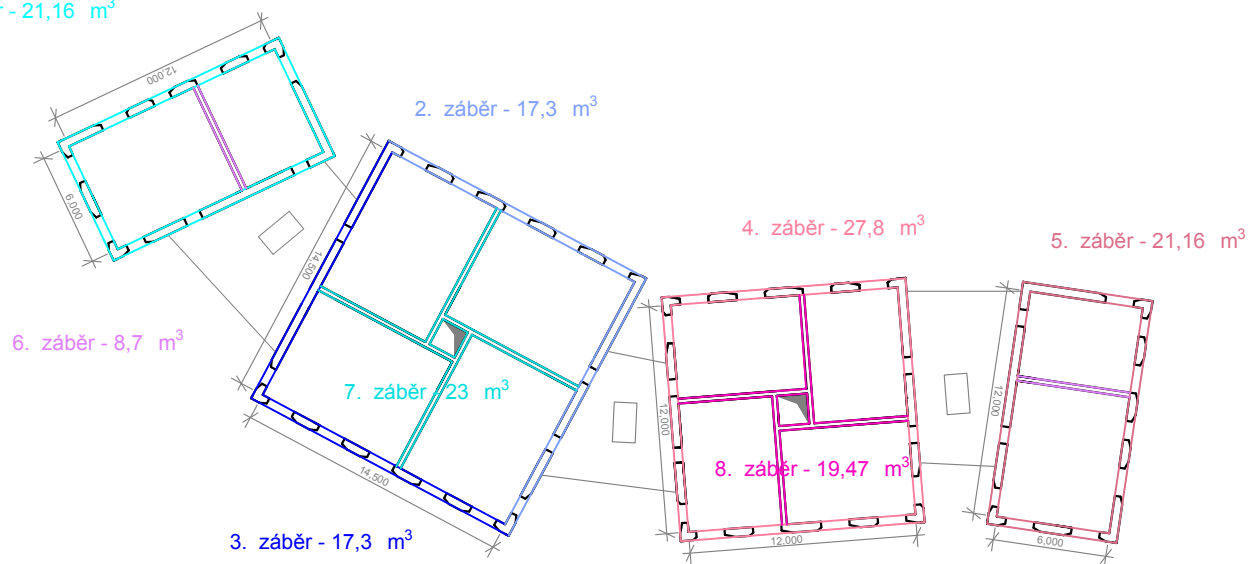 ěr - 21,16 m³
12,000
6,000
2. záběr - 17,3 m³
14,500
4. záběr - 27,8 m³
5. záběr - 21,16 m³
6. záběr - 8,7 m³
7. záběr - 23 m³
12,000
12,000
14,500
8. záběr - 19,47 m³
3. záběr - 17,3 m³
12,000
6,000